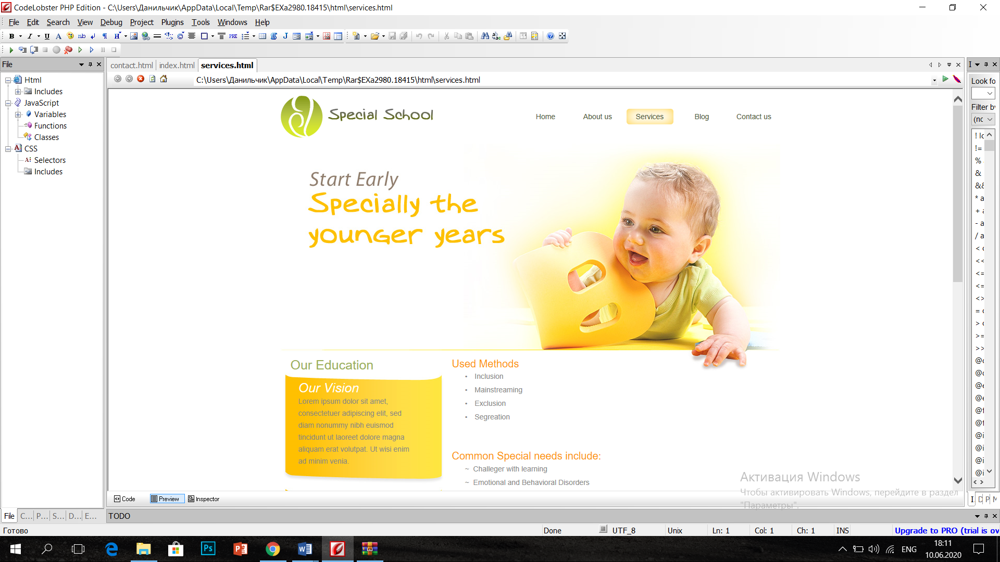 CodeLobster PHP Edition - C:\Users\Данильчик\AppData\Local\Temp\Rar$EXa2980.18415\html\services.html
File Edit Search View Debug Project Plugins Tools Windows Help
File
Html
Includes
JavaScript
Variables
Functions
Classes
CSS
Selectors
Includes
contact.html index.html services.html
C:\Users\Данильчик\AppData\Local\Temp\Rar$EXa2980.18415\html\services.html
Special School
Home About us Services Blog Contact us
Start Early
Specially the
younger years
Our Education
Our Vision
Lorem ipsum dolor sit amet,
consectetuer adipiscing elit, sed
diam nonummy nibh euismod
tincidunt ut laoreet dolore magna
aliquam erat volutpat. Ut wisi enim
ad minim venia.
Used Methods
• Inclusion
• Mainstreaming
• Exclusion
• Segreation
Common Special needs include:
~ Challeger with learning
~ Emotional and Behavioral Disorders
Активация Windows
Чтобы активировать Windows, перейдите в раздел
"Параметры".
I
Look fo
Filter by
(nc
! lc
!=
%
&
&&
* a
+ a
- a
/ a
< c
<<
<=
<=
<>
= c
> c
>=
>>
@c
@c
@e
@e
@f
@f
@i
@i
@i
@i
I D P M
Code Preview Inspector
File C... P... S... D... E...
TODO
Готово
Done UTF_8 Unix Ln: 1 Col: 1 Ch: 1 INS Upgrade to PRO (trial is ov
ENG
18:11
10.06.2020